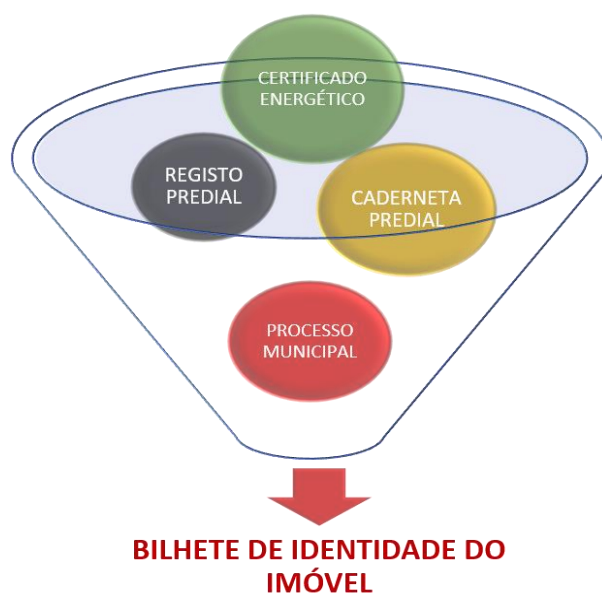 CERTIFICADO
ENERGÉTICO
REGISTO
PREDIAL
CADERNETA
PREDIAL
PROCESSO
MUNICIPAL
BILHETE DE IDENTIDADE DO
IMÓVEL